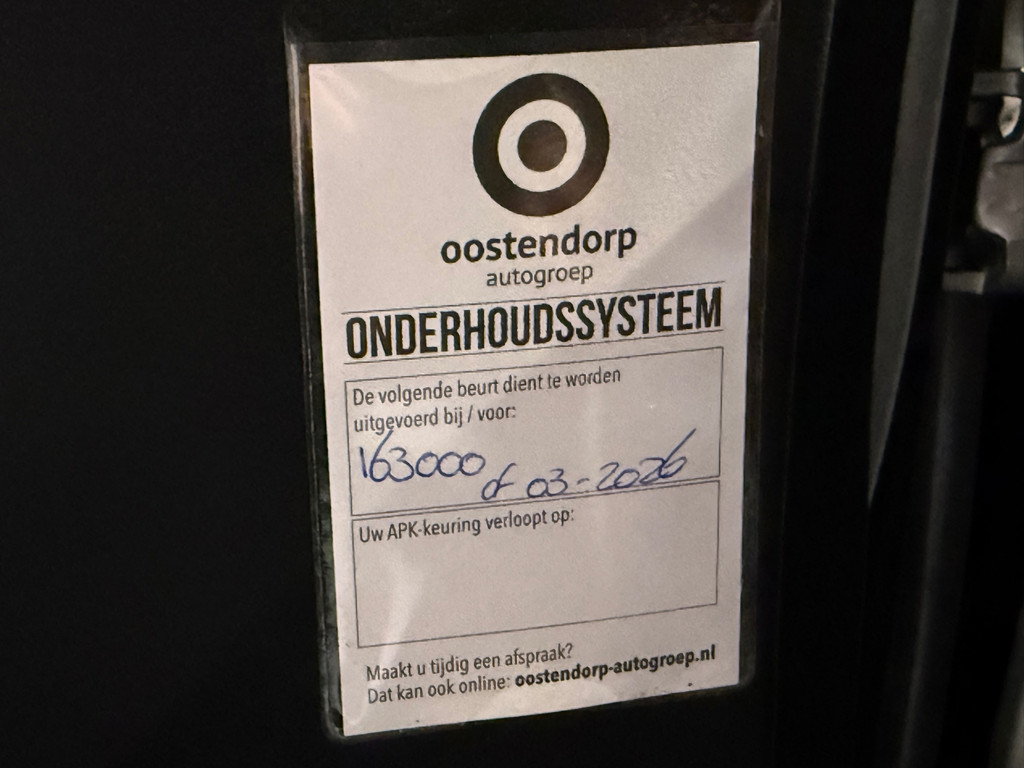 oostendorp
autogroep
ONDERHOUDSSYSTEEM
De volgende beurt dient te worden
uitgevoerd bij / voor:
163000 of 03-2026
Uw APK-keuring verloopt op:
Maakt u tijdig een afspraak?
Dat kan ook online: oostendorp-autogroep.nl